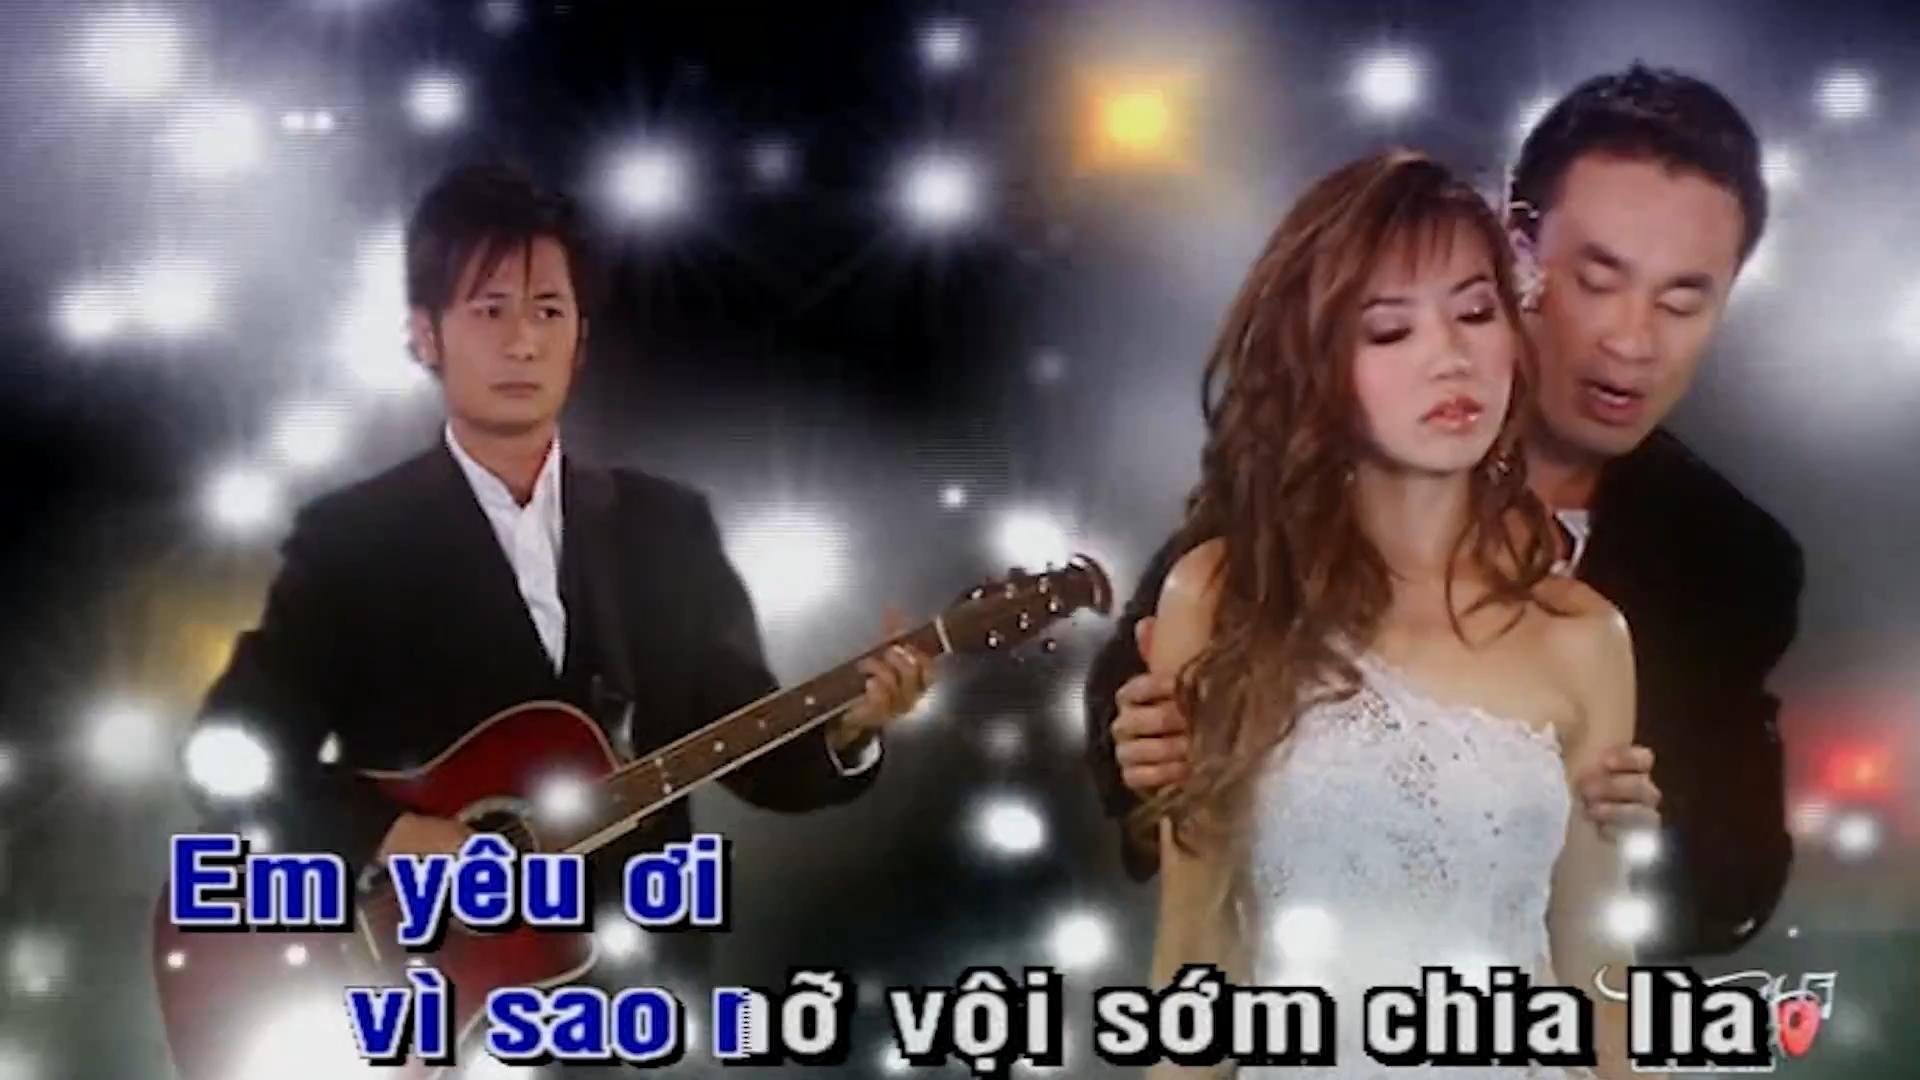 Em yêu ơi
vì sao nỡ vội sớm chia lìa